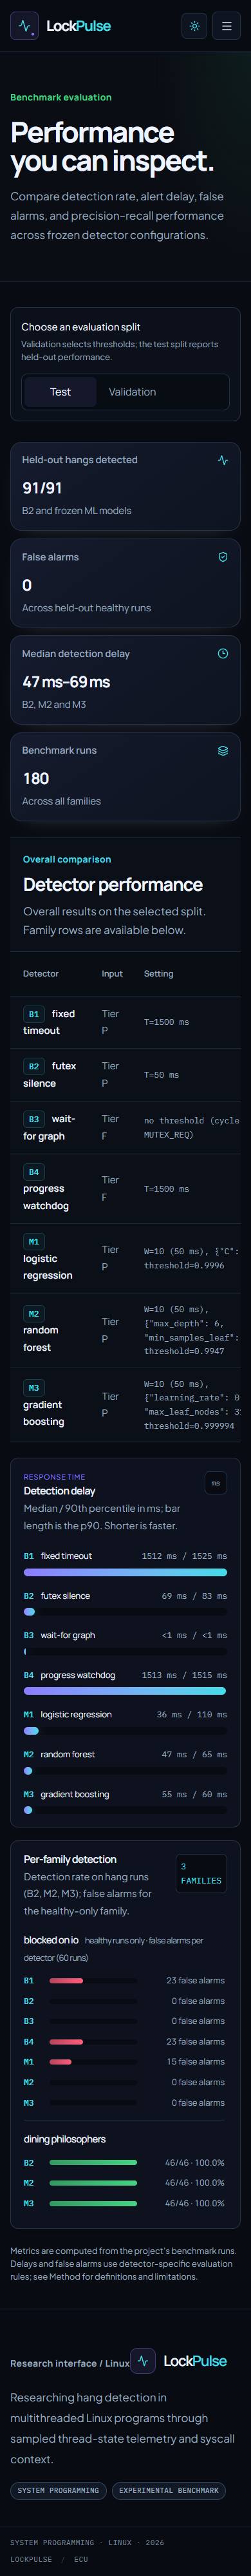 LockPulse
Benchmark evaluation
Performance
you can inspect.
Compare detection rate, alert delay, false
alarms, and precision–recall performance
across frozen detector configurations.
Choose an evaluation split
Validation selects thresholds; the test split reports
held-out performance.
Test Validation
Held-out hangs detected
91/91
B2 and frozen ML models
False alarms
0
Across held-out healthy runs
Median detection delay
47 ms–69 ms
B2, M2 and M3
Benchmark runs
180
Across all families
Overall comparison
Detector performance
Overall results on the selected split.
Family rows are available below.
Detector Input Setting
B1 fixed timeout Tier P T=1500 ms
B2 futex silence Tier P T=50 ms
B3 wait-for graph Tier F no threshold (cycle
MUTEX_REQ)
B4 progress watchdog Tier F T=1500 ms
M1 logistic regression Tier P W=10 (50 ms), {"C":
threshold=0.9996
M2 random forest Tier P W=10 (50 ms),
{"max_depth": 6,
"min_samples_leaf":
threshold=0.9947
M3 gradient boosting Tier P W=10 (50 ms),
{"learning_rate": 0
"max_leaf_nodes": 3
threshold=0.999994
RESPONSE TIME
Detection delay
ms
Median / 90th percentile in ms; bar
length is the p90. Shorter is faster.
B1 fixed timeout 1512 ms / 1525 ms
B2 futex silence 69 ms / 83 ms
B3 wait-for graph <1 ms / <1 ms
B4 progress watchdog 1513 ms / 1515 ms
M1 logistic regression 36 ms / 110 ms
M2 random forest 47 ms / 65 ms
M3 gradient boosting 55 ms / 60 ms
Per-family detection
3 FAMILIES
Detection rate on hang runs
(B2, M2, M3); false alarms for
the healthy-only family.
blocked on io healthy runs only · false alarms per
detector (60 runs)
B1 23 false alarms
B2 0 false alarms
B3 0 false alarms
B4 23 false alarms
M1 15 false alarms
M2 0 false alarms
M3 0 false alarms
dining philosophers
B2 46/46 · 100.0%
M2 46/46 · 100.0%
M3 46/46 · 100.0%
Metrics are computed from the project's benchmark runs.
Delays and false alarms use detector-specific evaluation
rules; see Method for definitions and limitations.
Research interface / Linux LockPulse
Researching hang detection in
multithreaded Linux programs through
sampled thread-state telemetry and syscall
context.
SYSTEM PROGRAMMING EXPERIMENTAL BENCHMARK
SYSTEM PROGRAMMING · LINUX · 2026
LOCKPULSE / ECU